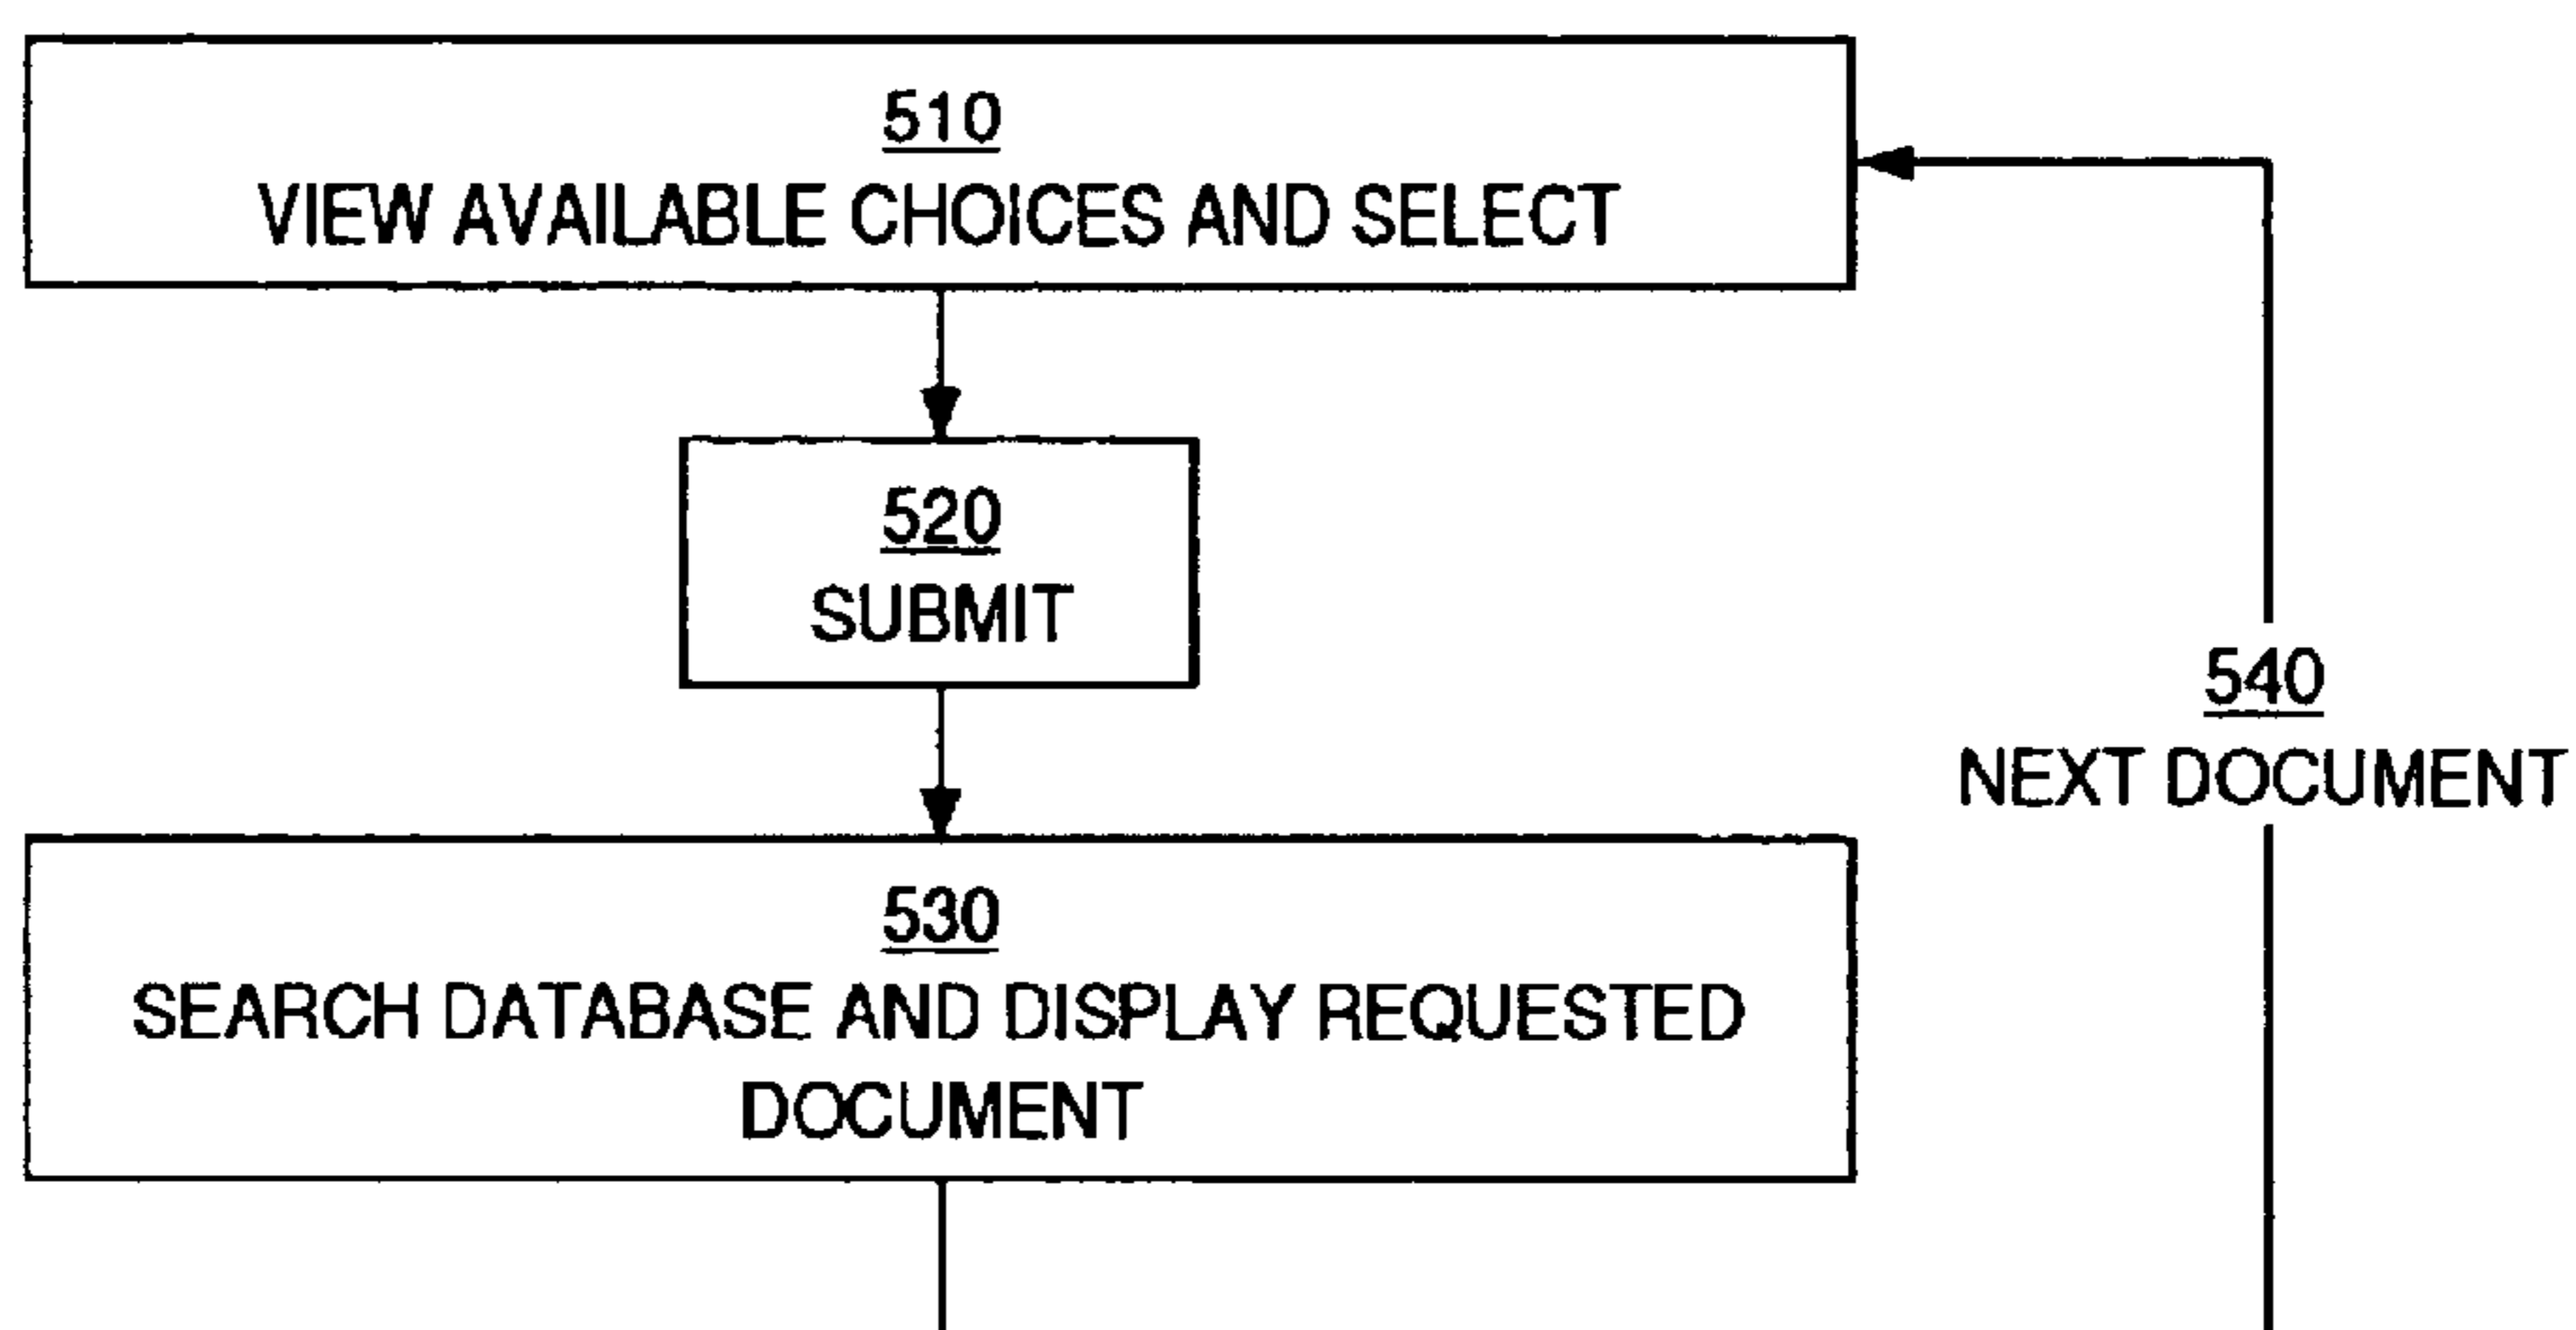 510
VIEW AVAILABLE CHOICES AND SELECT
520
SUBMIT
540
NEXT DOCUMENT
530
SEARCH DATABASE AND DISPLAY REQUESTED
DOCUMENT